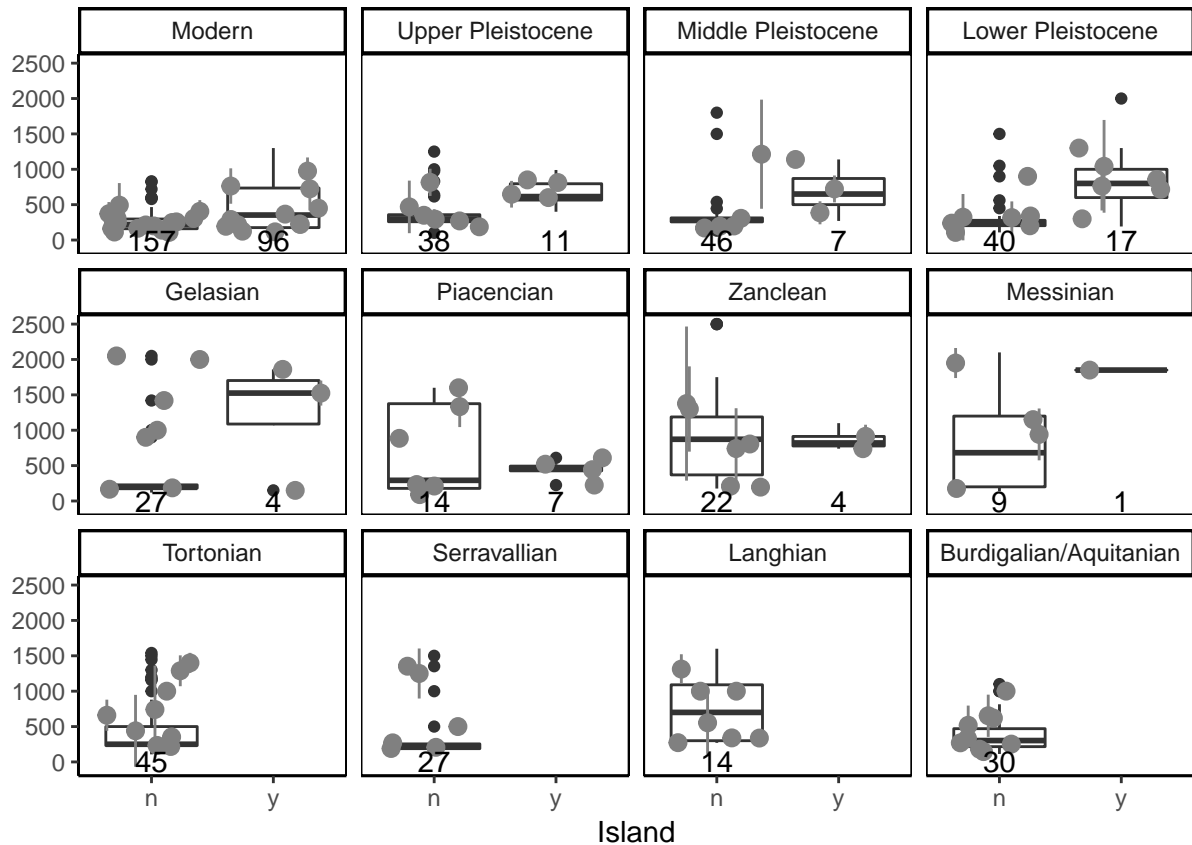 Modern Upper Pleistocene Middle Pleistocene Lower Pleistocene
2500
2000
1500
1000
500
0
157 96 38 11 46 7 40 17
Gelasian Piacencian Zanclean Messinian
2500
2000
1500
1000
500
0
27 4 14 7 22 4 9 1
Tortonian Serravallian Langhian Burdigalian/Aquitanian
2500
2000
1500
1000
500
0
45 27 14 30
n y n y n y n y
Island